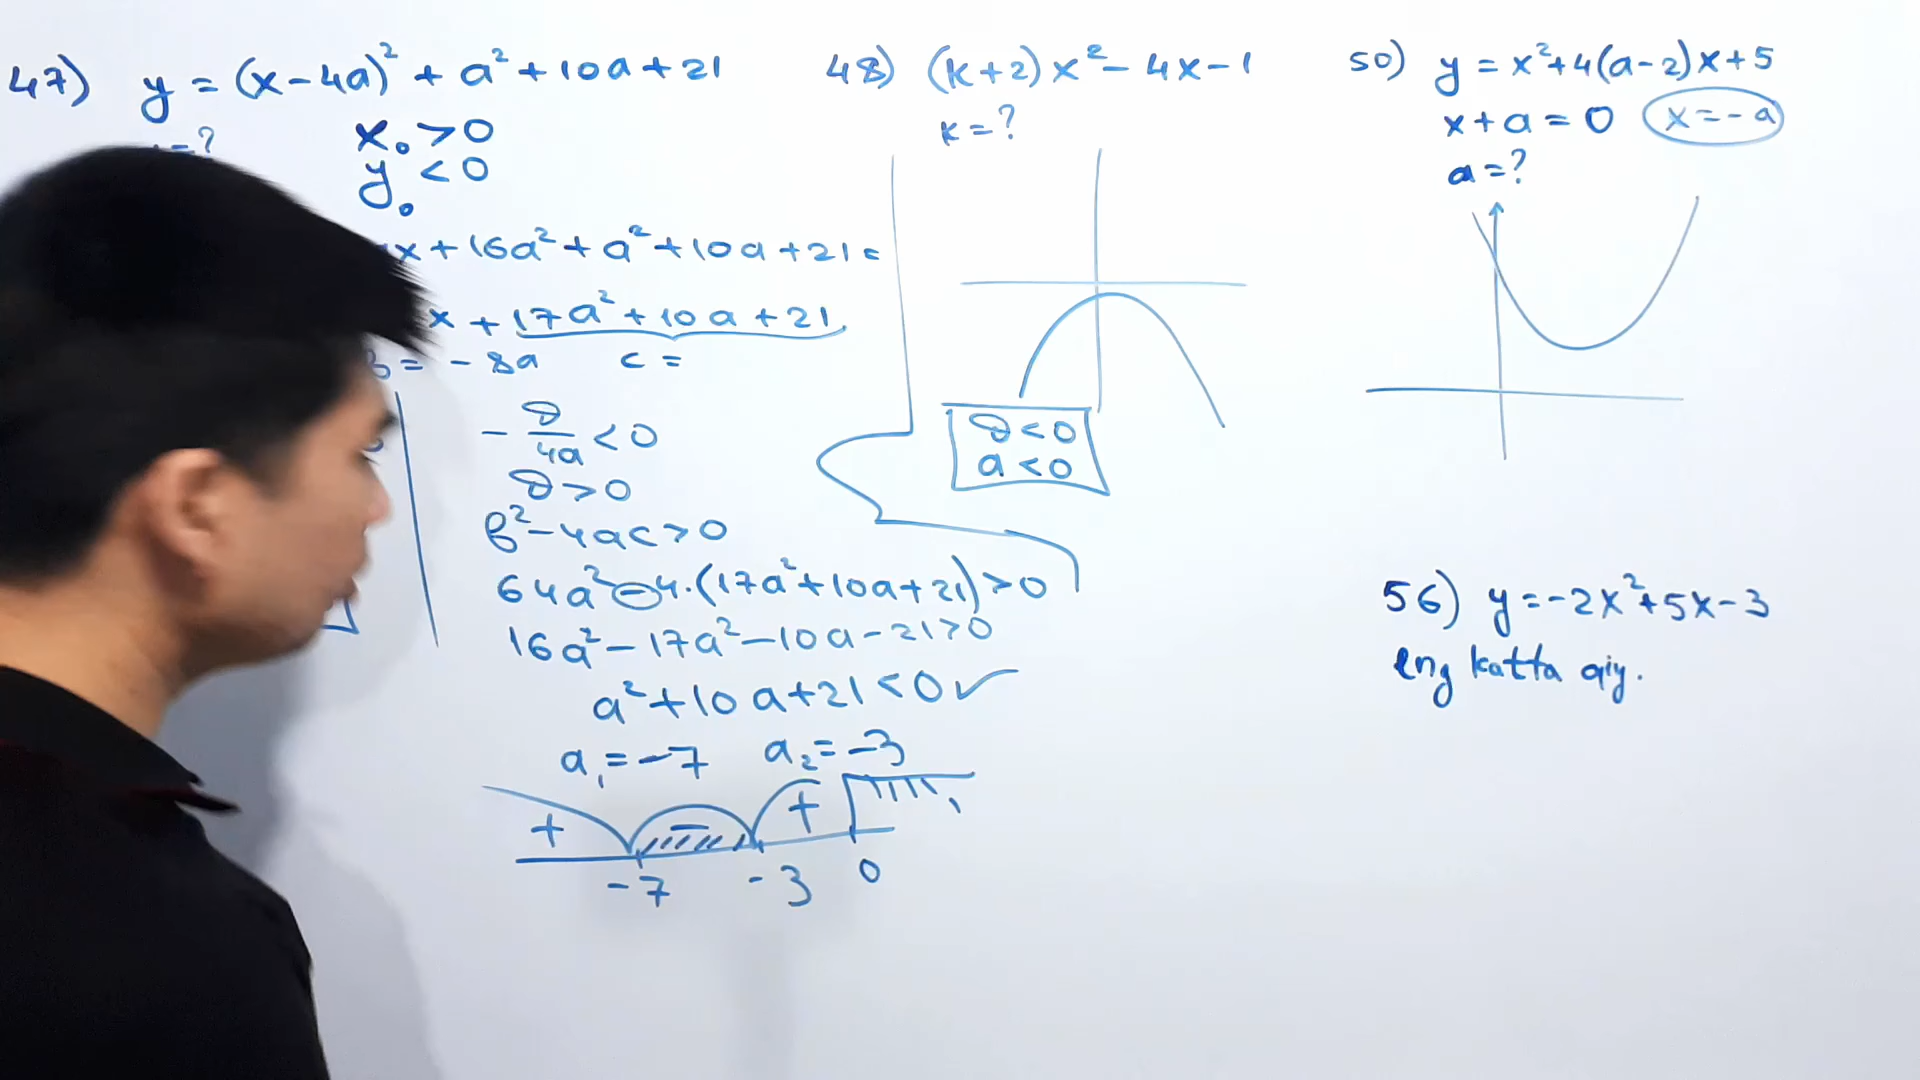 47) y = (x-4a)² + a² + 10a + 21
=?
x₀ > 0
y₀ < 0
x + 16a² + a² + 10a + 21 =
x + 17a² + 10a + 21
b = - 8a c =
- D/4a < 0
D > 0
b² - 4ac > 0
64a² - 4·(17a² + 10a + 21) > 0
16a² - 17a² - 10a - 21 > 0
a² + 10a + 21 < 0 ✓
a₁ = -7 a₂ = -3
+ - +
-7 -3 0
48) (k+2)x² - 4x - 1
k = ?
D < 0
a < 0
50) y = x² + 4(a-2)x + 5
x + a = 0 x = -a
a = ?
56) y = -2x² + 5x - 3
eng katta qiy.